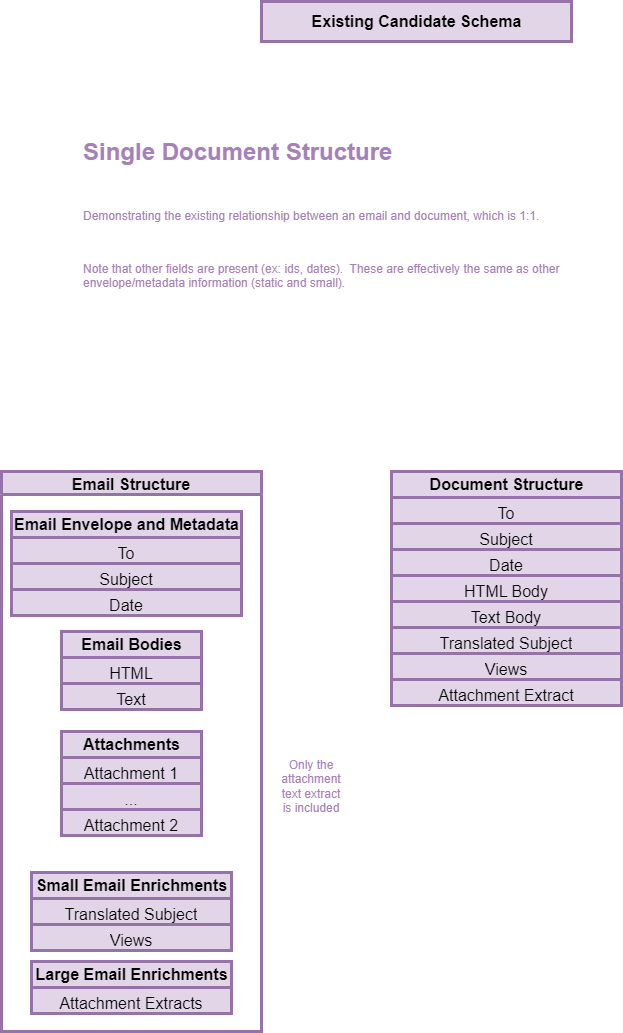 Existing Candidate Schema
Single Document Structure
Demonstrating the existing relationship between an email and document, which is 1:1.
Note that other fields are present (ex: ids, dates).  These are effectively the same as other
envelope/metadata information (static and small).
Email Structure
Email Envelope and Metadata
To
Subject
Date
Email Bodies
HTML
Text
Attachments
Attachment 1
...
Attachment 2
Small Email Enrichments
Translated Subject
Views
Large Email Enrichments
Attachment Extracts
Only the
attachment
text extract
is included
Document Structure
To
Subject
Date
HTML Body
Text Body
Translated Subject
Views
Attachment Extract